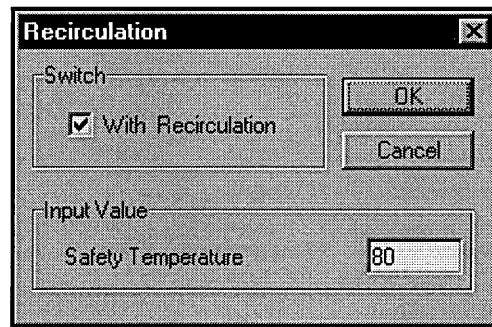 Recirculation
Switch
With Recirculation
OK
Cancel
Input Value
Safety Temperature
80